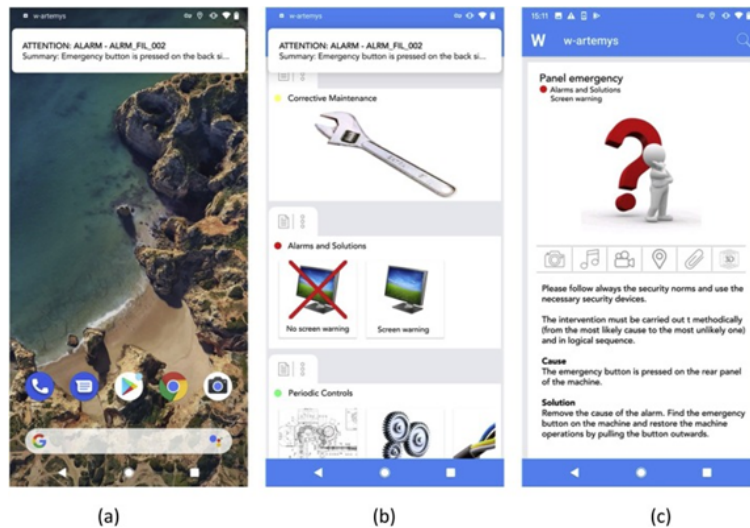 w-artemys
ATTENTION: ALARM - ALRM_FIL_002
Summary: Emergency button is pressed on the back si...
G
(a)
w-artemys
ATTENTION: ALARM - ALRM_FIL_002
Summary: Emergency button is pressed on the back si...
Corrective Maintenance
Alarms and Solutions
No screen warning
Screen warning
Periodic Controls
(b)
15:11
W w-artemys
Panel emergency
Alarms and Solutions
Screen warning
3D
Please follow always the security norms and use the
necessary security devices.
The intervention must be carried out t methodically
(from the most likely cause to the most unlikely one)
and in logical sequence.
Cause
The emergency button is pressed on the rear panel
of the machine.
Solution
Remove the cause of the alarm. Find the emergency
button on the machine and restore the machine
operations by pulling the button outwards.
(c)